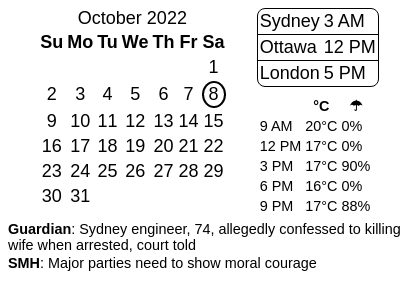 October 2022
Su Mo Tu We Th Fr Sa
1
2 3 4 5 6 7 8
9 10 11 12 13 14 15
16 17 18 19 20 21 22
23 24 25 26 27 28 29
30 31
Sydney 3 AM
Ottawa 12 PM
London 5 PM
°C ☂
9 AM 20°C 0%
12 PM 17°C 0%
3 PM 17°C 90%
6 PM 16°C 0%
9 PM 17°C 88%
Guardian: Sydney engineer, 74, allegedly confessed to killing
wife when arrested, court told
SMH: Major parties need to show moral courage